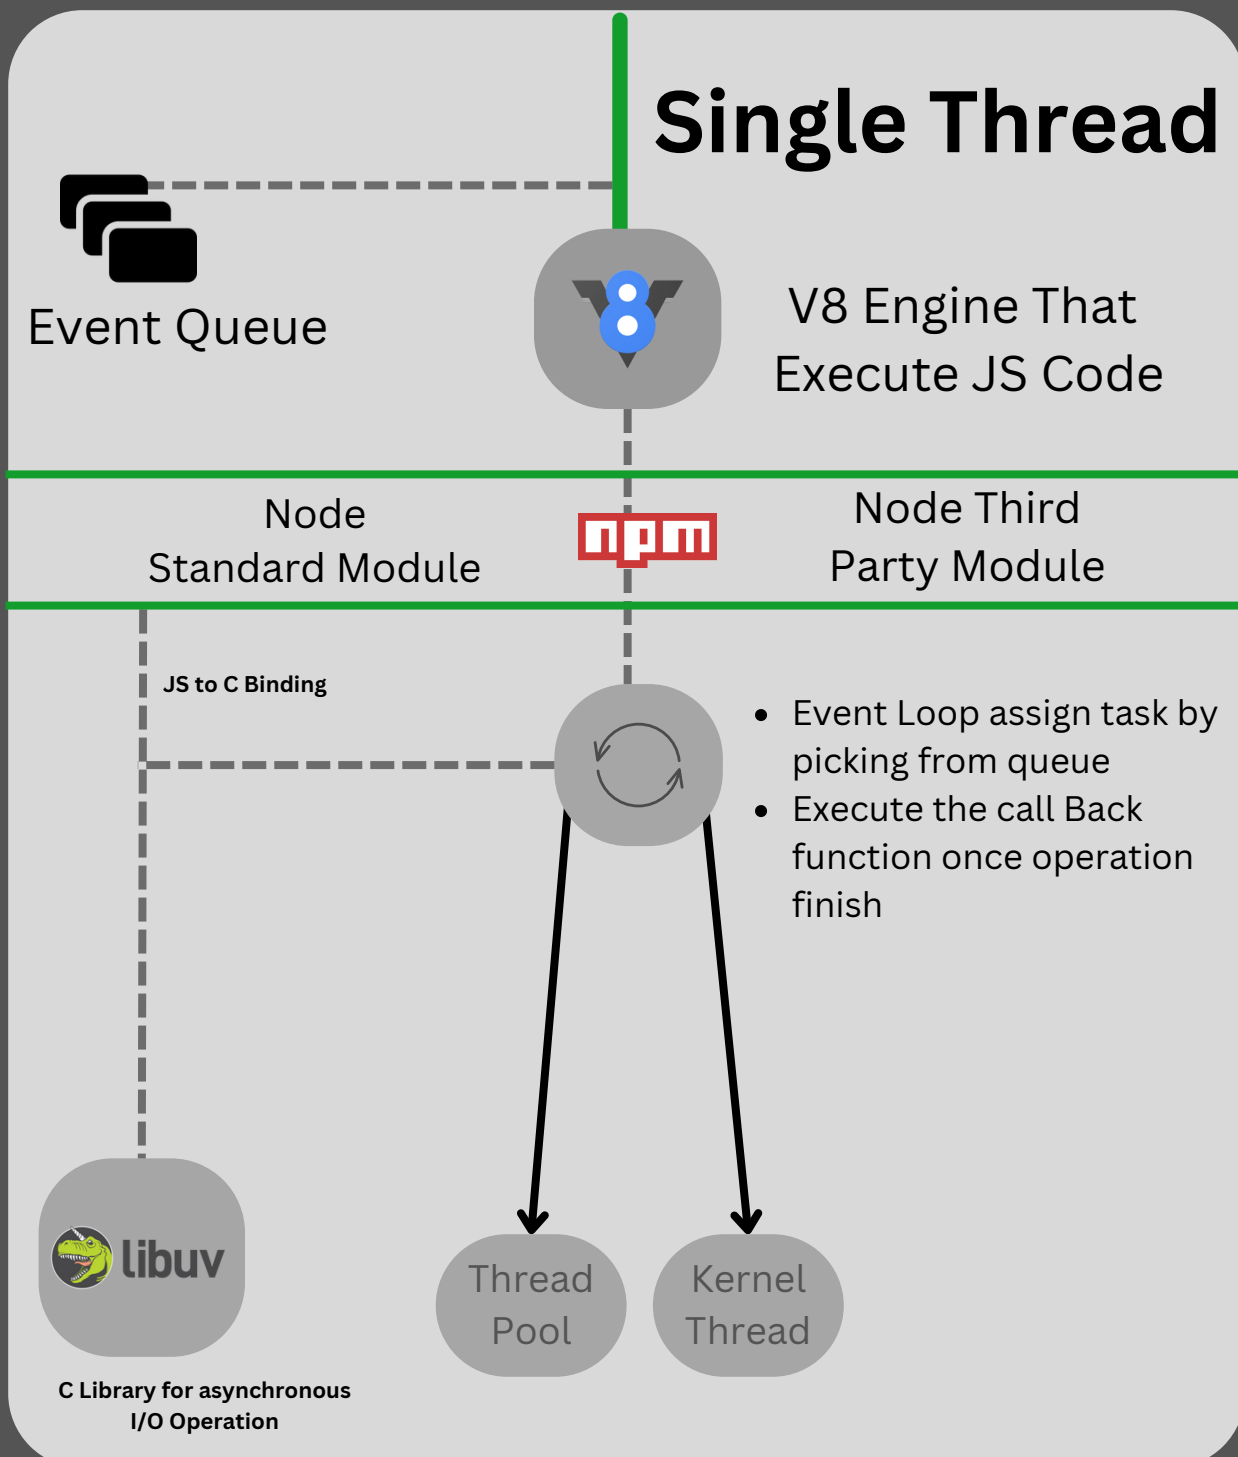 Single Thread
Event Queue
V8
V8 Engine That
Execute JS Code
Node
Standard Module
npm
Node Third
Party Module
JS to C Binding
• Event Loop assign task by
picking from queue
• Execute the call Back
function once operation
finish
libuv
C Library for asynchronous
I/O Operation
Thread
Pool
Kernel
Thread